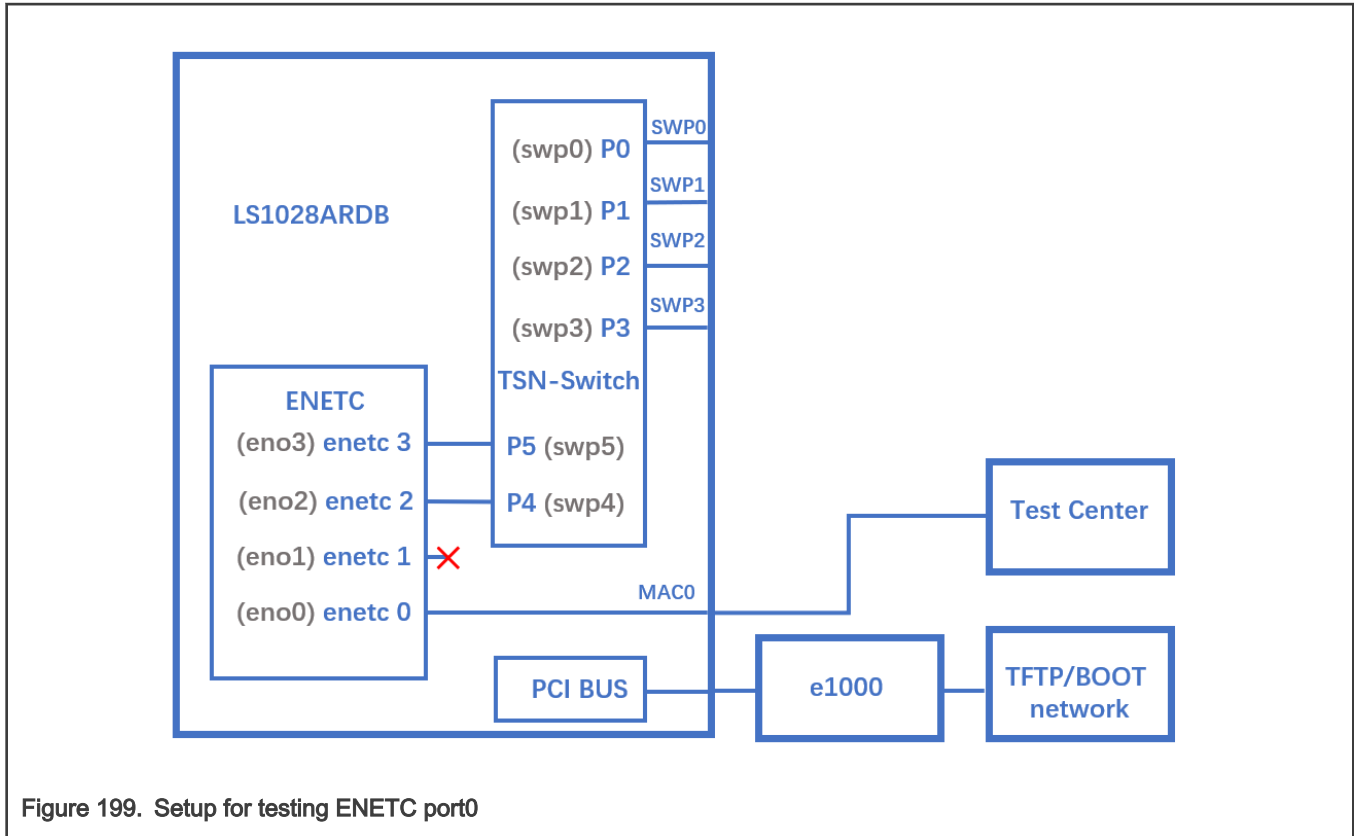 SWP0
(swp0) P0
SWP1
LS1028ARDB
(swp1) P1
SWP2
(swp2) P2
SWP3
(swp3) P3
TSN-Switch
ENETC
(eno3) enetc 3
P5 (swp5)
(eno2) enetc 2
P4 (swp4)
Test Center
(eno1) enetc 1
MAC0
(eno0) enetc 0
PCI BUS
e1000
TFTP/BOOT
network
Figure 199. Setup for testing ENETC port0